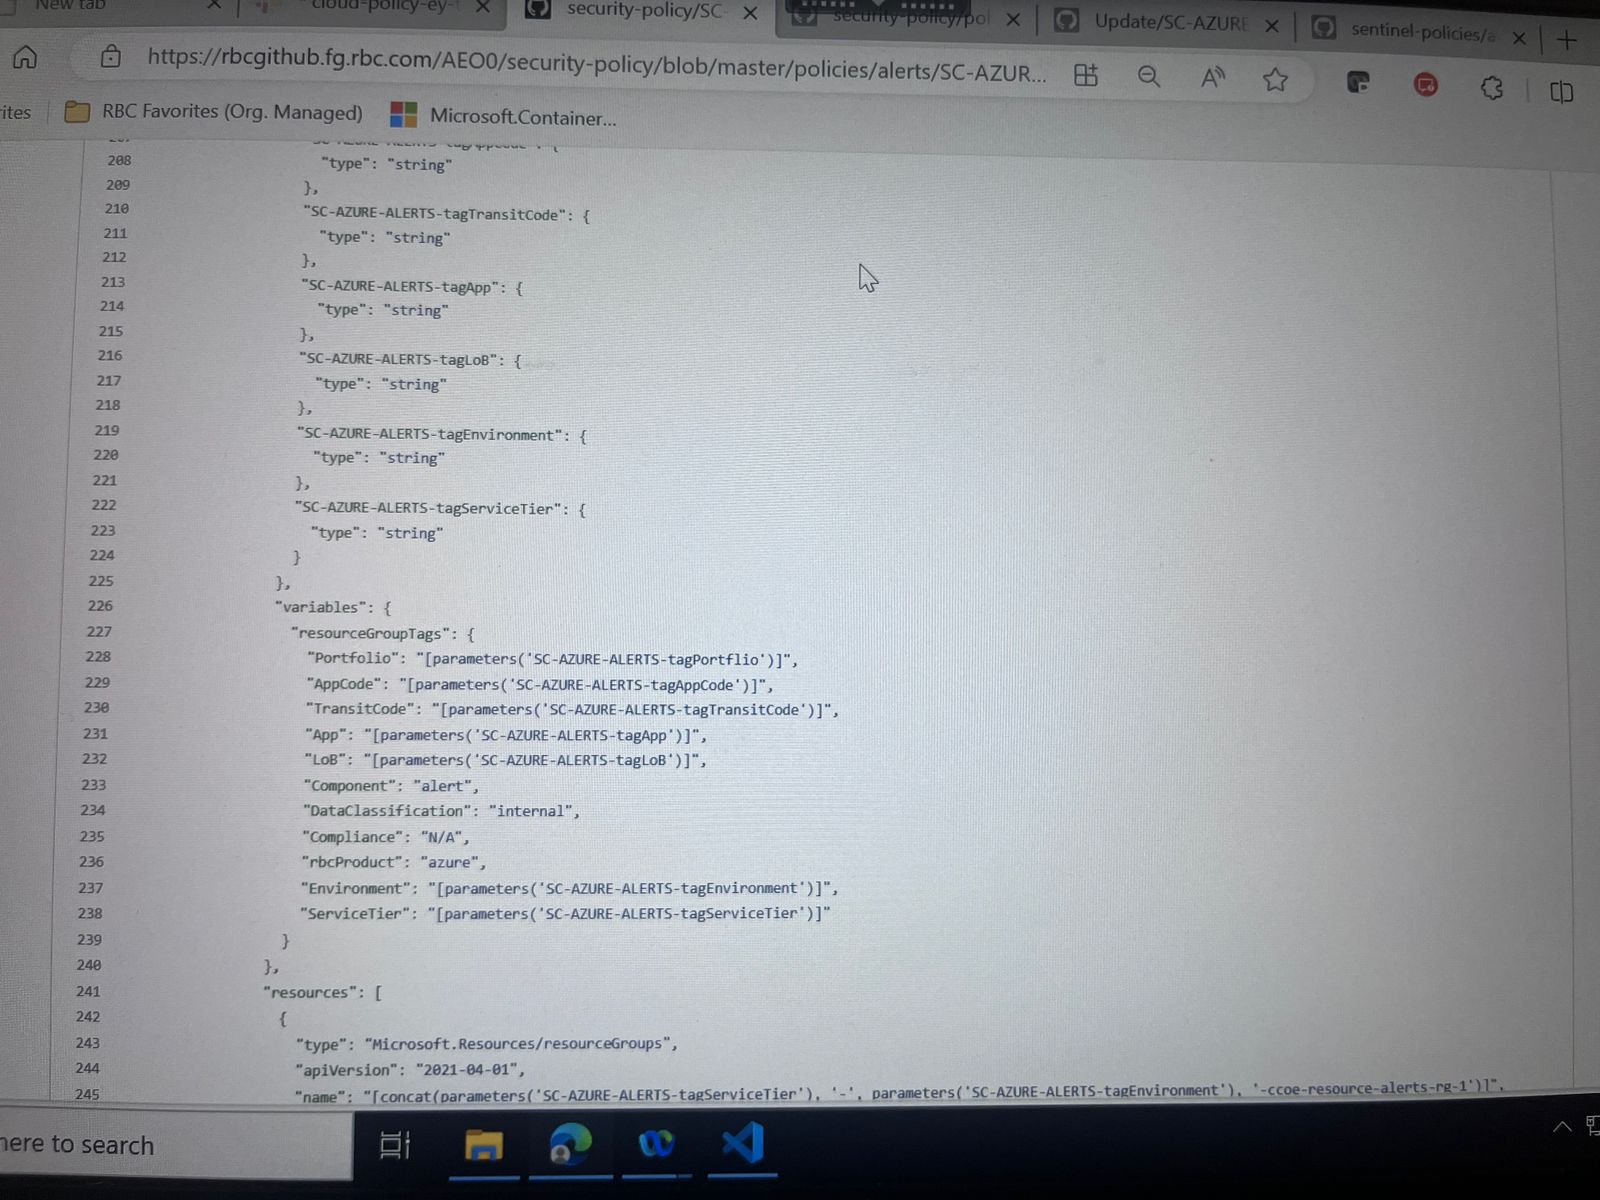 New tab
cloud-policy-ey-
security-policy/SC-
security-policy/pol
Update/SC-AZURE
sentinel-policies/a
https://rbcgithub.fg.rbc.com/AEO0/security-policy/blob/master/policies/alerts/SC-AZUR...
rites
RBC Favorites (Org. Managed)
Microsoft.Container...
208 "type": "string"
209 },
210 "SC-AZURE-ALERTS-tagTransitCode": {
211 "type": "string"
212 },
213 "SC-AZURE-ALERTS-tagApp": {
214 "type": "string"
215 },
216 "SC-AZURE-ALERTS-tagLoB": {
217 "type": "string"
218 },
219 "SC-AZURE-ALERTS-tagEnvironment": {
220 "type": "string"
221 },
222 "SC-AZURE-ALERTS-tagServiceTier": {
223 "type": "string"
224 }
225 },
226 "variables": {
227 "resourceGroupTags": {
228 "Portfolio": "[parameters('SC-AZURE-ALERTS-tagPortflio')]",
229 "AppCode": "[parameters('SC-AZURE-ALERTS-tagAppCode')]",
230 "TransitCode": "[parameters('SC-AZURE-ALERTS-tagTransitCode')]",
231 "App": "[parameters('SC-AZURE-ALERTS-tagApp')]",
232 "LoB": "[parameters('SC-AZURE-ALERTS-tagLoB')]",
233 "Component": "alert",
234 "DataClassification": "internal",
235 "Compliance": "N/A",
236 "rbcProduct": "azure",
237 "Environment": "[parameters('SC-AZURE-ALERTS-tagEnvironment')]",
238 "ServiceTier": "[parameters('SC-AZURE-ALERTS-tagServiceTier')]"
239 }
240 },
241 "resources": [
242 {
243 "type": "Microsoft.Resources/resourceGroups",
244 "apiVersion": "2021-04-01",
245 "name": "[concat(parameters('SC-AZURE-ALERTS-tagServiceTier'), '-', parameters('SC-AZURE-ALERTS-tagEnvironment'), '-ccoe-resource-alerts-rg-1')]",
here to search